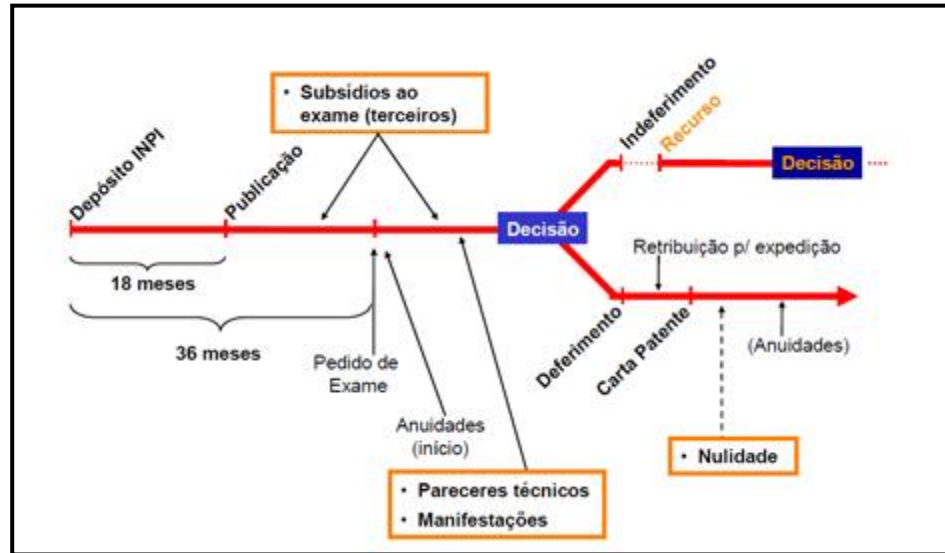 • Subsídios ao
exame (terceiros)
Indeferimento
Recurso
Decisão
Depósito INPI
Publicação
Decisão
Retribuição p/ expedição
18 meses
36 meses
Pedido de
Exame
Deferimento
Carta Patente
(Anuidades)
Anuidades
(início)
• Nulidade
• Pareceres técnicos
• Manifestações